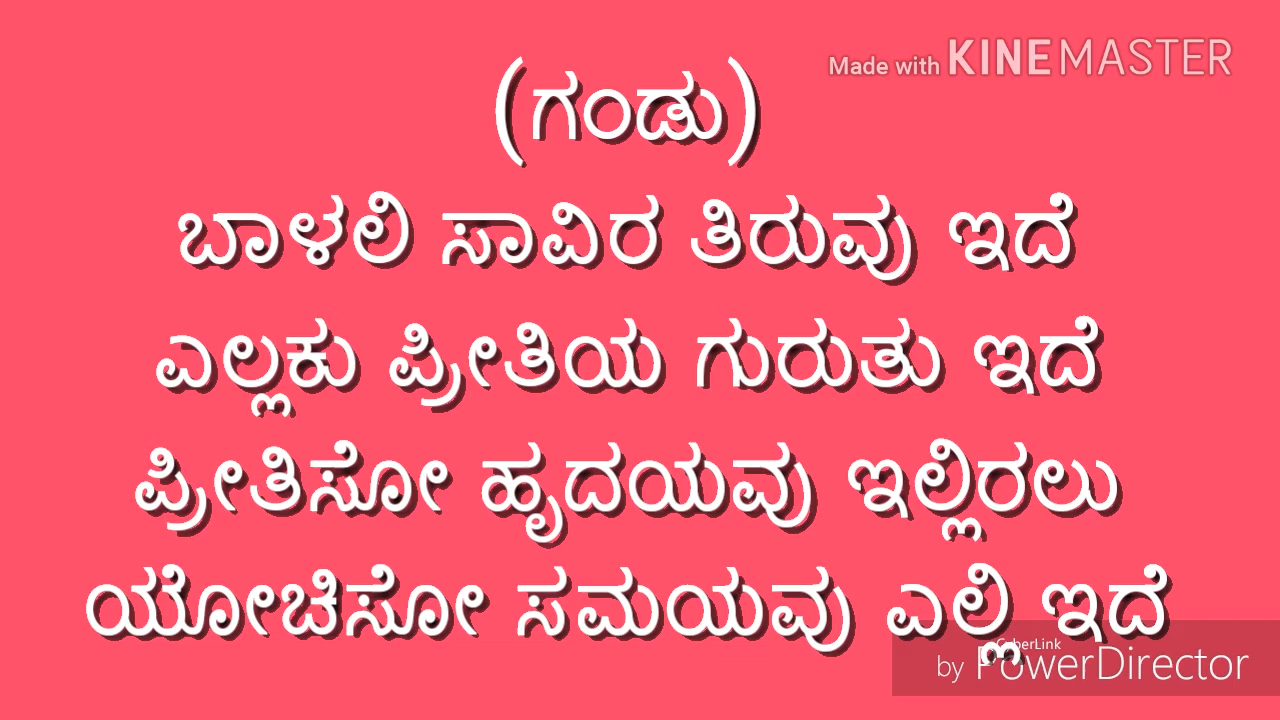 Made with KINEMASTER
(ಗಂಡು)
ಬಾಳಲಿ ಸಾವಿರ ತಿರುವು ಇದೆ
ಎಲ್ಲಕು ಪ್ರೀತಿಯ ಗುರುತು ಇದೆ
ಪ್ರೀತಿಸೋ ಹೃದಯವು ಇಲ್ಲಿರಲು
ಯೋಚಿಸೋ ಸಮಯವು ಎಲ್ಲಿ ಇದೆ
CyberLink
by PowerDirector